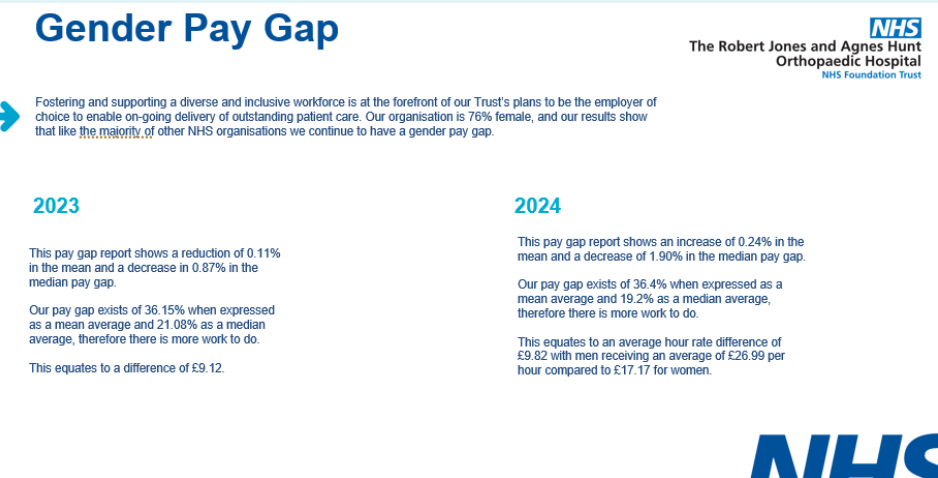 Gender Pay Gap
NHS
The Robert Jones and Agnes Hunt
Orthopaedic Hospital
NHS Foundation Trust
Fostering and supporting a diverse and inclusive workforce is at the forefront of our Trust's plans to be the employer of
choice to enable on-going delivery of outstanding patient care. Our organisation is 76% female, and our results show
that like the majority of other NHS organisations we continue to have a gender pay gap.
2023
This pay gap report shows a reduction of 0.11%
in the mean and a decrease in 0.87% in the
median pay gap.
Our pay gap exists of 36.15% when expressed
as a mean average and 21.08% as a median
average, therefore there is more work to do.
This equates to a difference of £9.12.
2024
This pay gap report shows an increase of 0.24% in the
mean and a decrease of 1.90% in the median pay gap.
Our pay gap exists of 36.4% when expressed as a
mean average and 19.2% as a median average,
therefore there is more work to do.
This equates to an average hour rate difference of
£9.82 with men receiving an average of £26.99 per
hour compared to £17.17 for women.
NHS